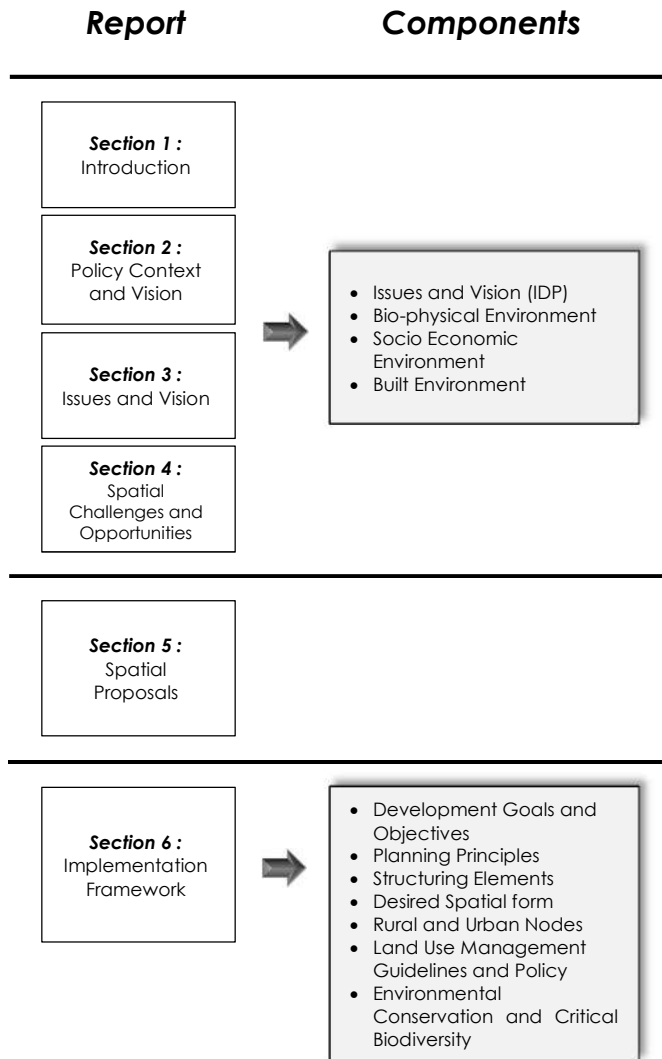 Report
Components
Section 1 :
Introduction
Section 2 :
Policy Context
and Vision
Section 3 :
Issues and Vision
Section 4 :
Spatial
Challenges and
Opportunities
• Issues and Vision (IDP)
• Bio-physical Environment
• Socio Economic
Environment
• Built Environment
Section 5 :
Spatial
Proposals
Section 6 :
Implementation
Framework
• Development Goals and
Objectives
• Planning Principles
• Structuring Elements
• Desired Spatial form
• Rural and Urban Nodes
• Land Use Management
Guidelines and Policy
• Environmental
Conservation and Critical
Biodiversity